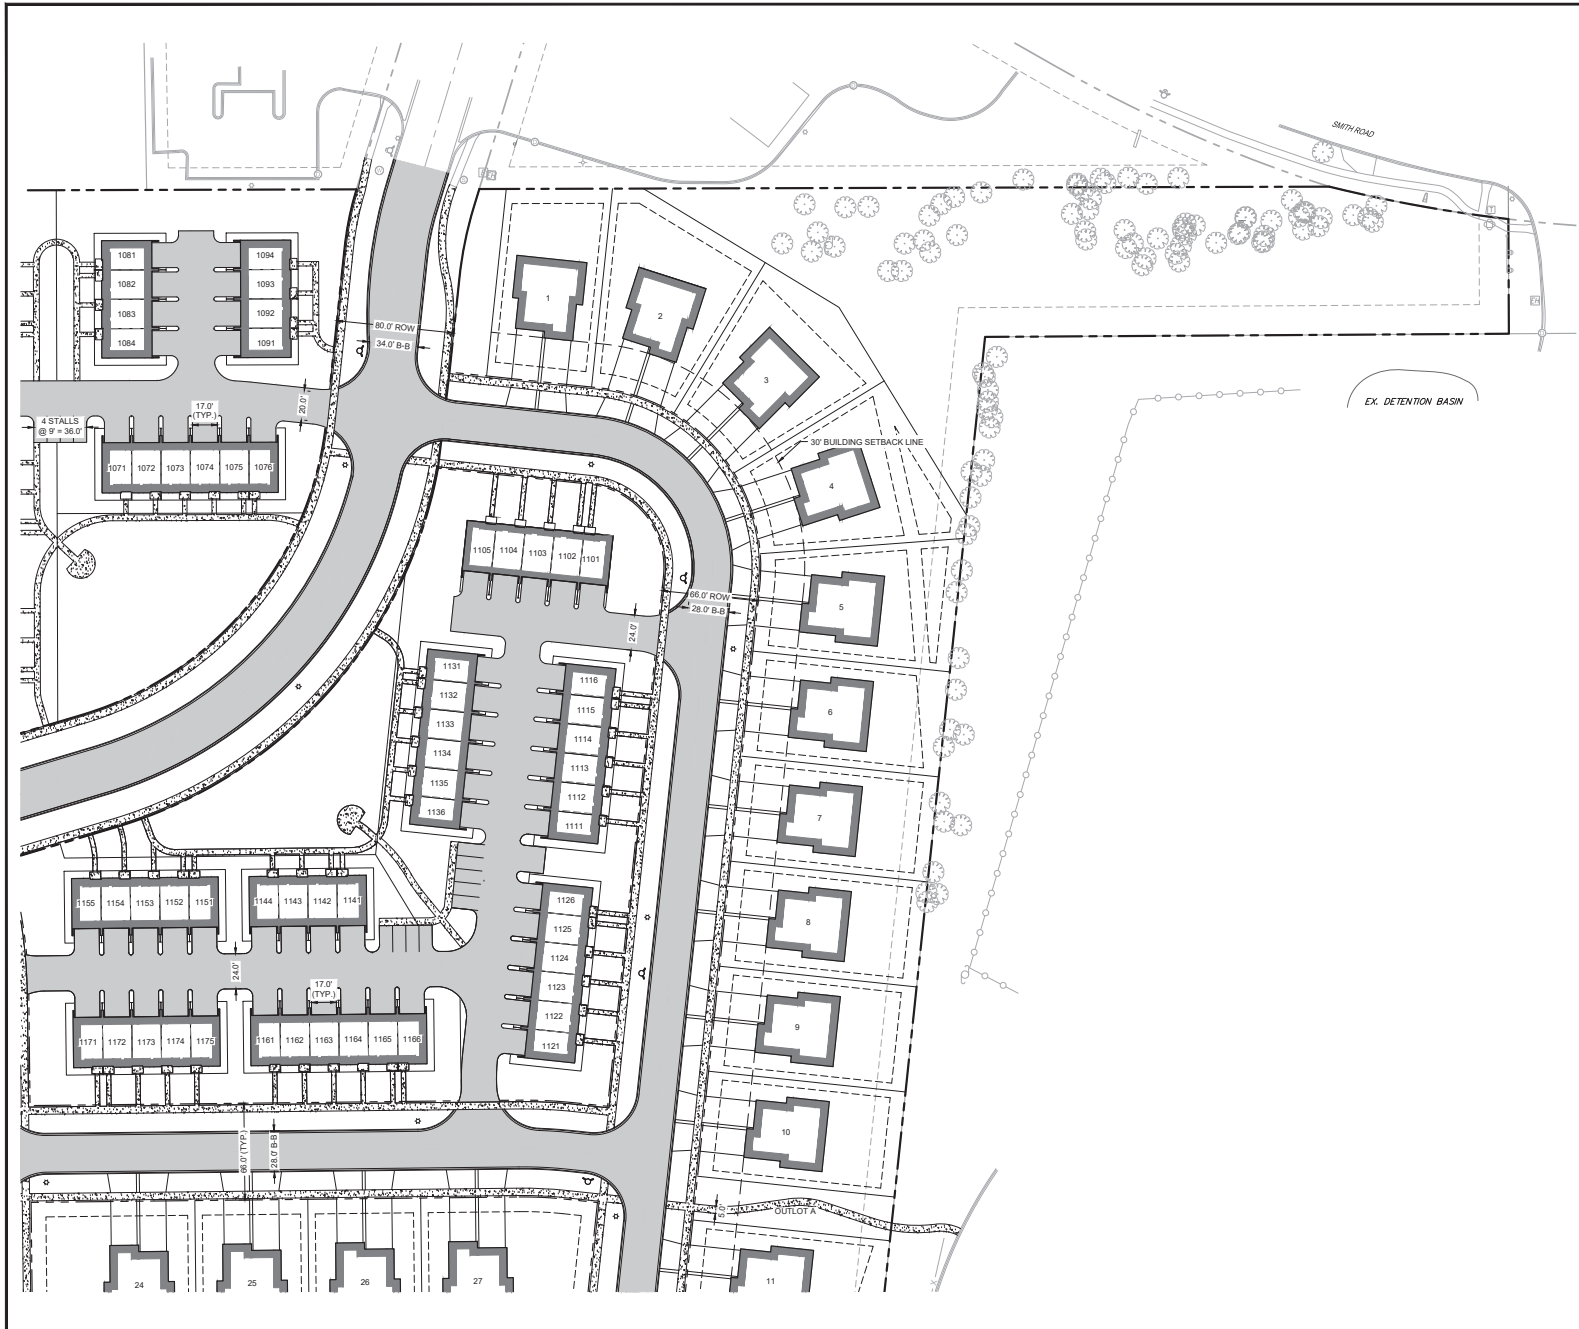 SMITH ROAD
EX. DETENTION BASIN
1081
1082
1083
1084
1094
1093
1092
1091
80.0' ROW
34.0' B-B
20.0'
17.0'
(TYP.)
4 STALLS
@ 9' = 36.0'
1071 1072 1073 1074 1075 1076
1
2
3
30' BUILDING SETBACK LINE
4
1105 1104 1103 1102 1101
66.0' ROW
28.0' B-B
24.0'
5
1131
1132
1133
1134
1135
1136
1116
1115
1114
1113
1112
1111
6
7
1155 1154 1153 1152 1151
1144 1143 1142 1141
1126
1125
1124
1123
1122
1121
8
24.0'
17.0'
(TYP.)
9
1171 1172 1173 1174 1175
1161 1162 1163 1164 1165 1166
10
66.0' (TYP.)
28.0' B-B
5.0'
OUTLOT A
24
25
26
27
11